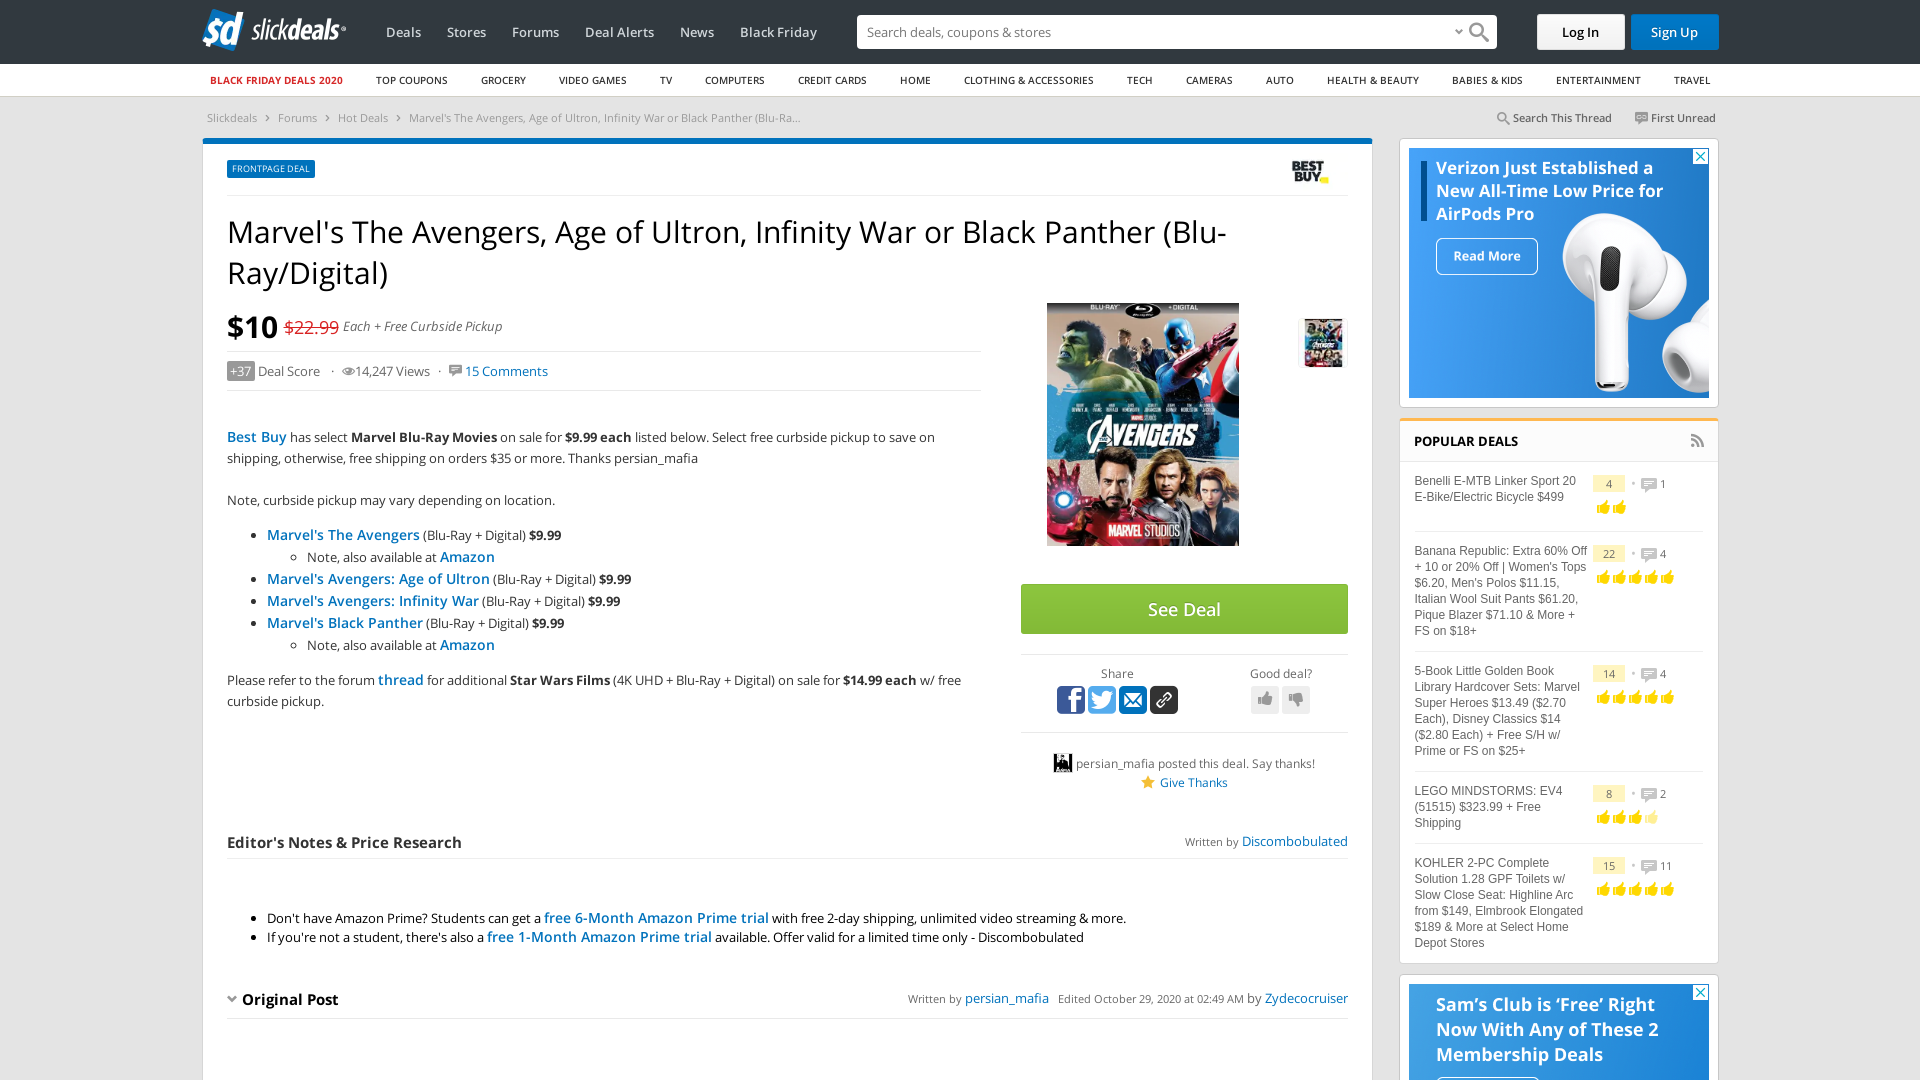 sd slickdeals
Deals Stores Forums Deal Alerts News Black Friday
Search deals, coupons & shopping
Log In Sign Up
BLACK FRIDAY DEALS 2020 TOP COUPONS GROCERY VIDEO GAMES TV COMPUTERS CREDIT CARDS HOME CLOTHING & ACCESSORIES TECH CAMERAS AUTO HEALTH & BEAUTY BABIES & KIDS ENTERTAINMENT TRAVEL
Slickdeals › Forums › Hot Deals › Marvel's The Avengers, Age of Ultron, Infinity War or Black Panther (Blu-Ra...
Search This Thread First Unread
FRONTPAGE DEAL
BEST
BUY
Marvel's The Avengers, Age of Ultron, Infinity War or Black Panther (Blu-
Ray/Digital)
$10 $22.99 Each + Free Curbside Pickup
+37 Deal Score · 14,247 Views · 15 Comments
Best Buy has select Marvel Blu-Ray Movies on sale for $9.99 each listed below. Select free curbside pickup to save on
shipping, otherwise, free shipping on orders $35 or more. Thanks persian_mafia
Note, curbside pickup may vary depending on location.
Marvel's The Avengers (Blu-Ray + Digital) $9.99
Note, also available at Amazon
Marvel's Avengers: Age of Ultron (Blu-Ray + Digital) $9.99
Marvel's Avengers: Infinity War (Blu-Ray + Digital) $9.99
Marvel's Black Panther (Blu-Ray + Digital) $9.99
Note, also available at Amazon
Please refer to the forum thread for additional Star Wars Films (4K UHD + Blu-Ray + Digital) on sale for $14.99 each w/ free
curbside pickup.
BLU-RAY +DIGITAL
THE AVENGERS
MARVEL STUDIOS
See Deal
Share
Good deal?
persian_mafia posted this deal. Say thanks!
Give Thanks
Editor's Notes & Price Research
Written by Discombobulated
Don't have Amazon Prime? Students can get a free 6-Month Amazon Prime trial with free 2-day shipping, unlimited video streaming & more.
If you're not a student, there's also a free 1-Month Amazon Prime trial available. Offer valid for a limited time only - Discombobulated
Original Post
Written by persian_mafia Edited October 29, 2020 at 02:49 AM by Zydecocruiser
Verizon Just Established a
New All-Time Low Price for
AirPods Pro
Read More
POPULAR DEALS
Benelli E-MTB Linker Sport 20
E-Bike/Electric Bicycle $499
4 • 1
Banana Republic: Extra 60% Off
+ 10 or 20% Off | Women's Tops
$6.20, Men's Polos $11.15,
Italian Wool Suit Pants $61.20,
Pique Blazer $71.10 & More +
FS on $18+
22 • 4
5-Book Little Golden Book
Library Hardcover Sets: Marvel
Super Heroes $13.49 ($2.70
Each), Disney Classics $14
($2.80 Each) + Free S/H w/
Prime or FS on $25+
14 • 4
LEGO MINDSTORMS: EV4
(51515) $323.99 + Free
Shipping
8 • 2
KOHLER 2-PC Complete
Solution 1.28 GPF Toilets w/
Slow Close Seat: Highline Arc
from $149, Elmbrook Elongated
$189 & More at Select Home
Depot Stores
15 • 11
Sam's Club is ‘Free’ Right
Now With Any of These 2
Membership Deals